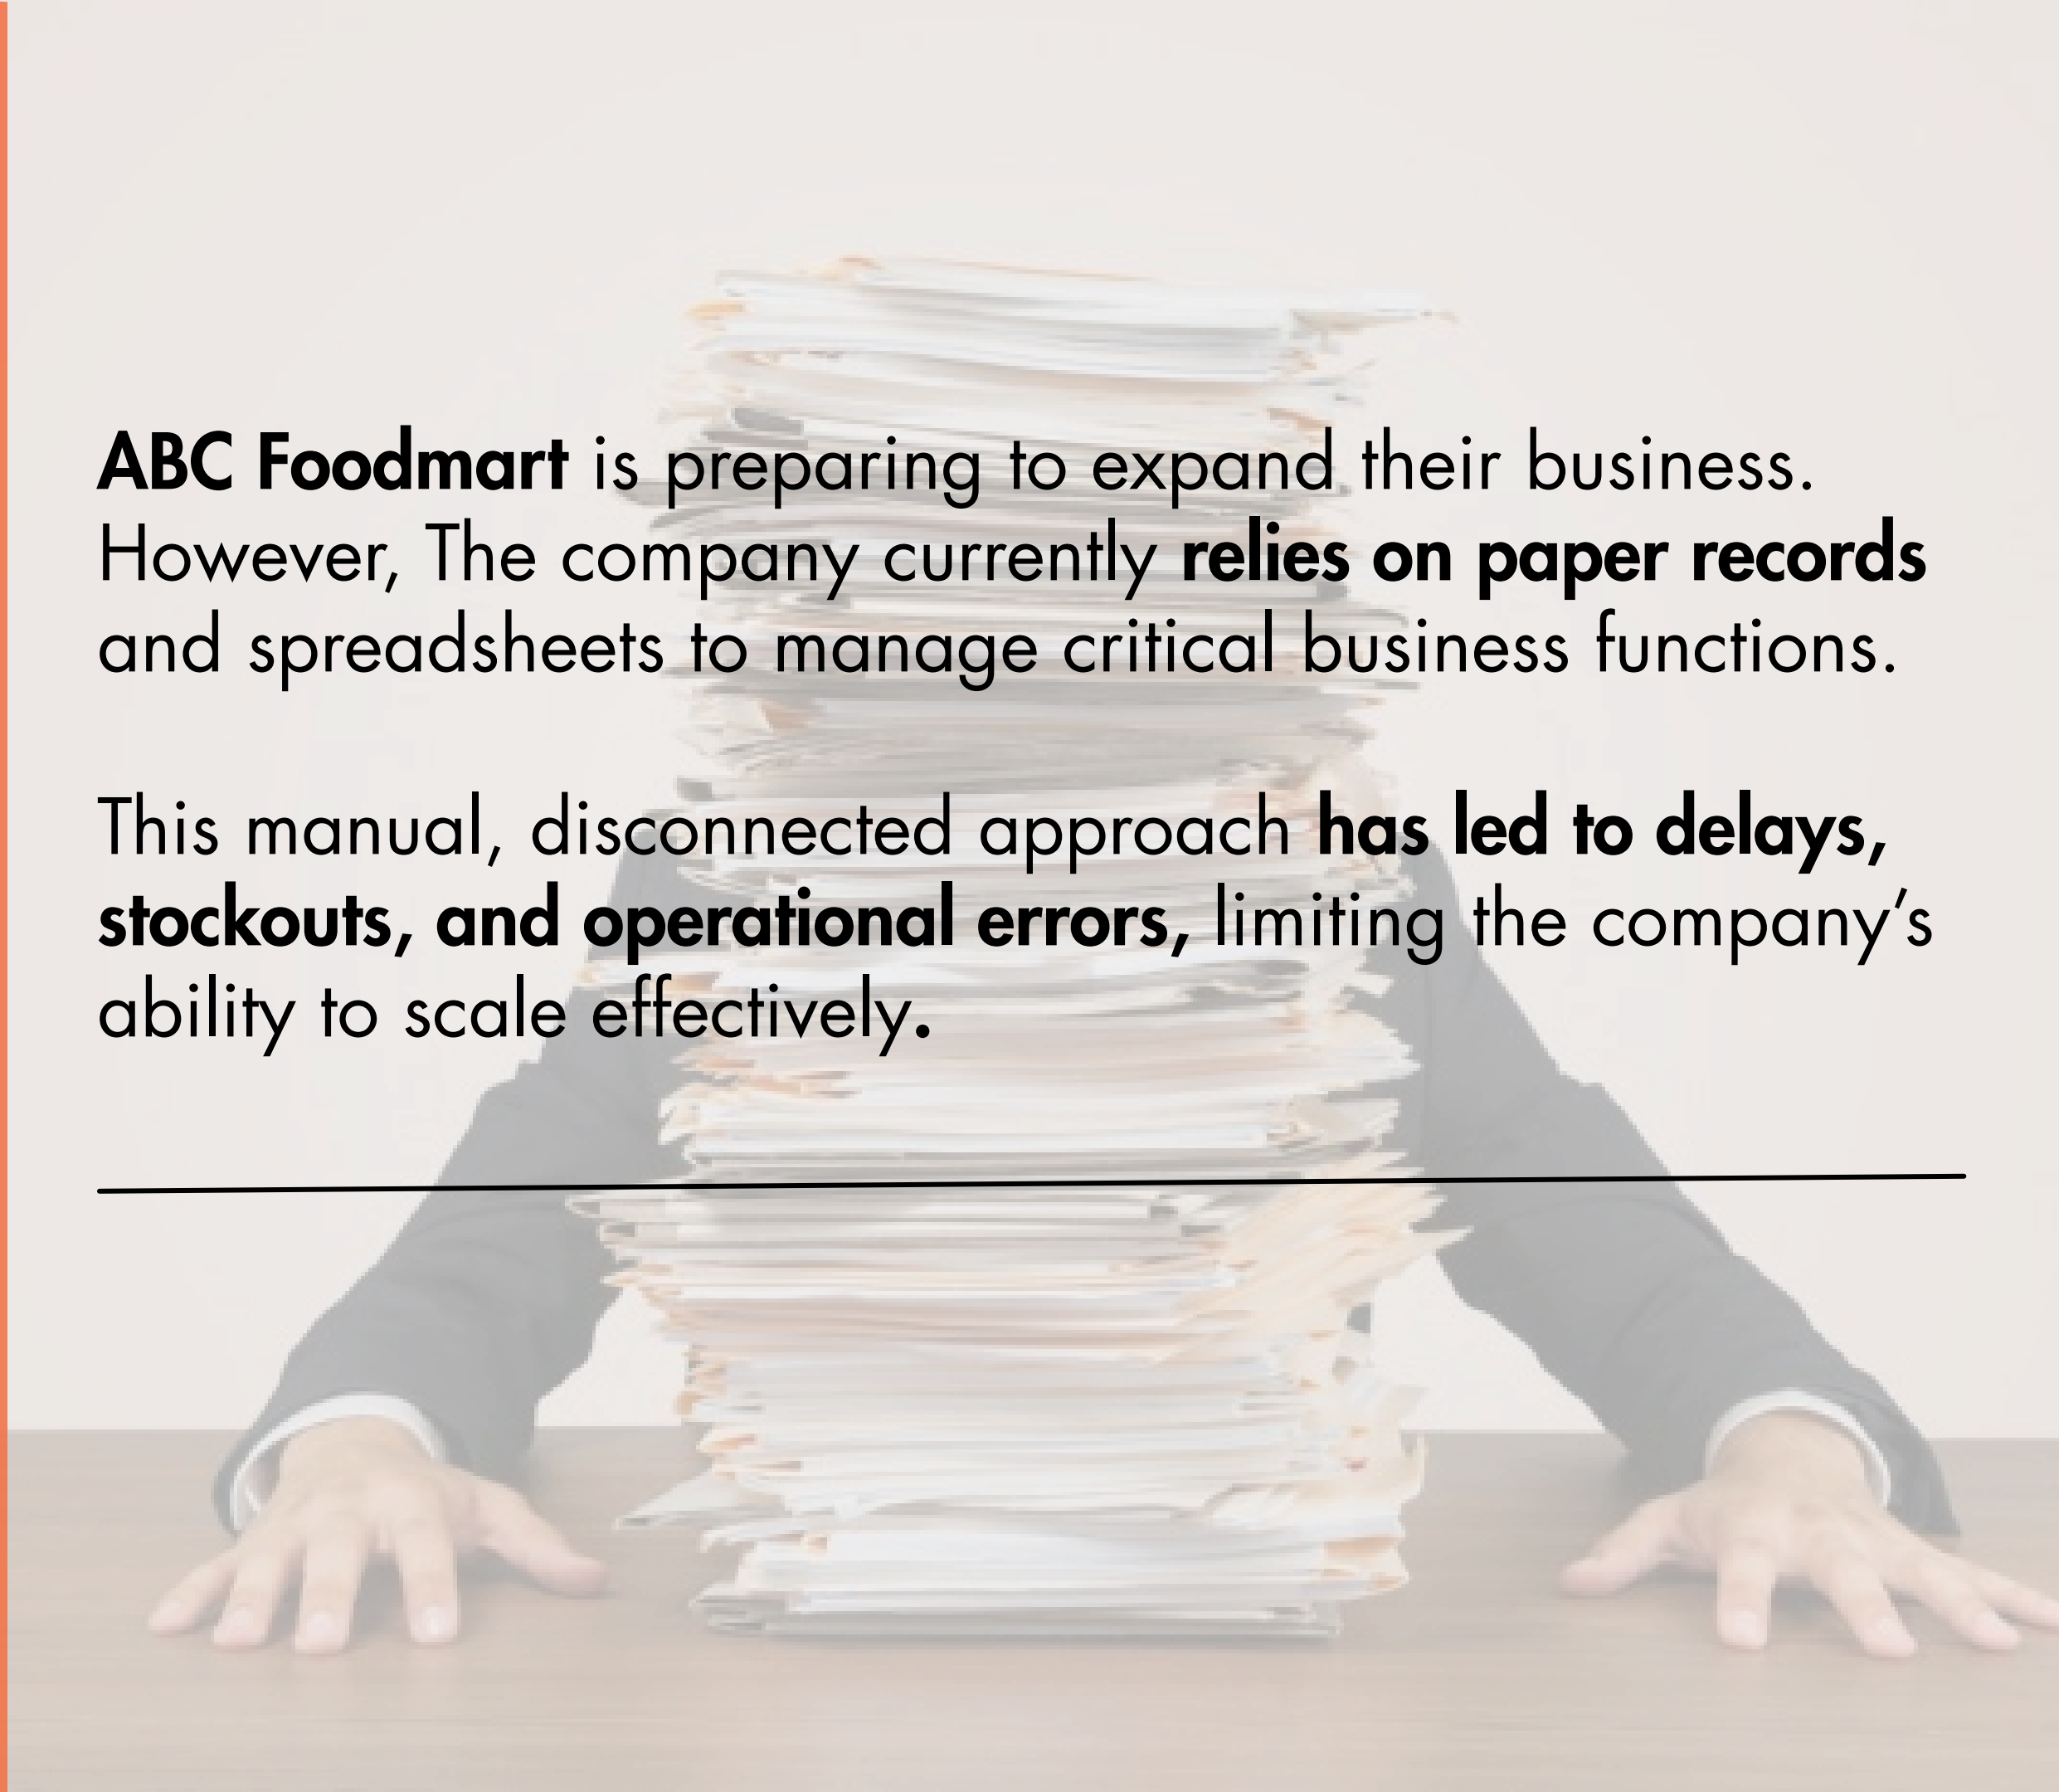 ABC Foodmart is preparing to expand their business.
However, The company currently relies on paper records
and spreadsheets to manage critical business functions.
This manual, disconnected approach has led to delays,
stockouts, and operational errors, limiting the company’s
ability to scale effectively.